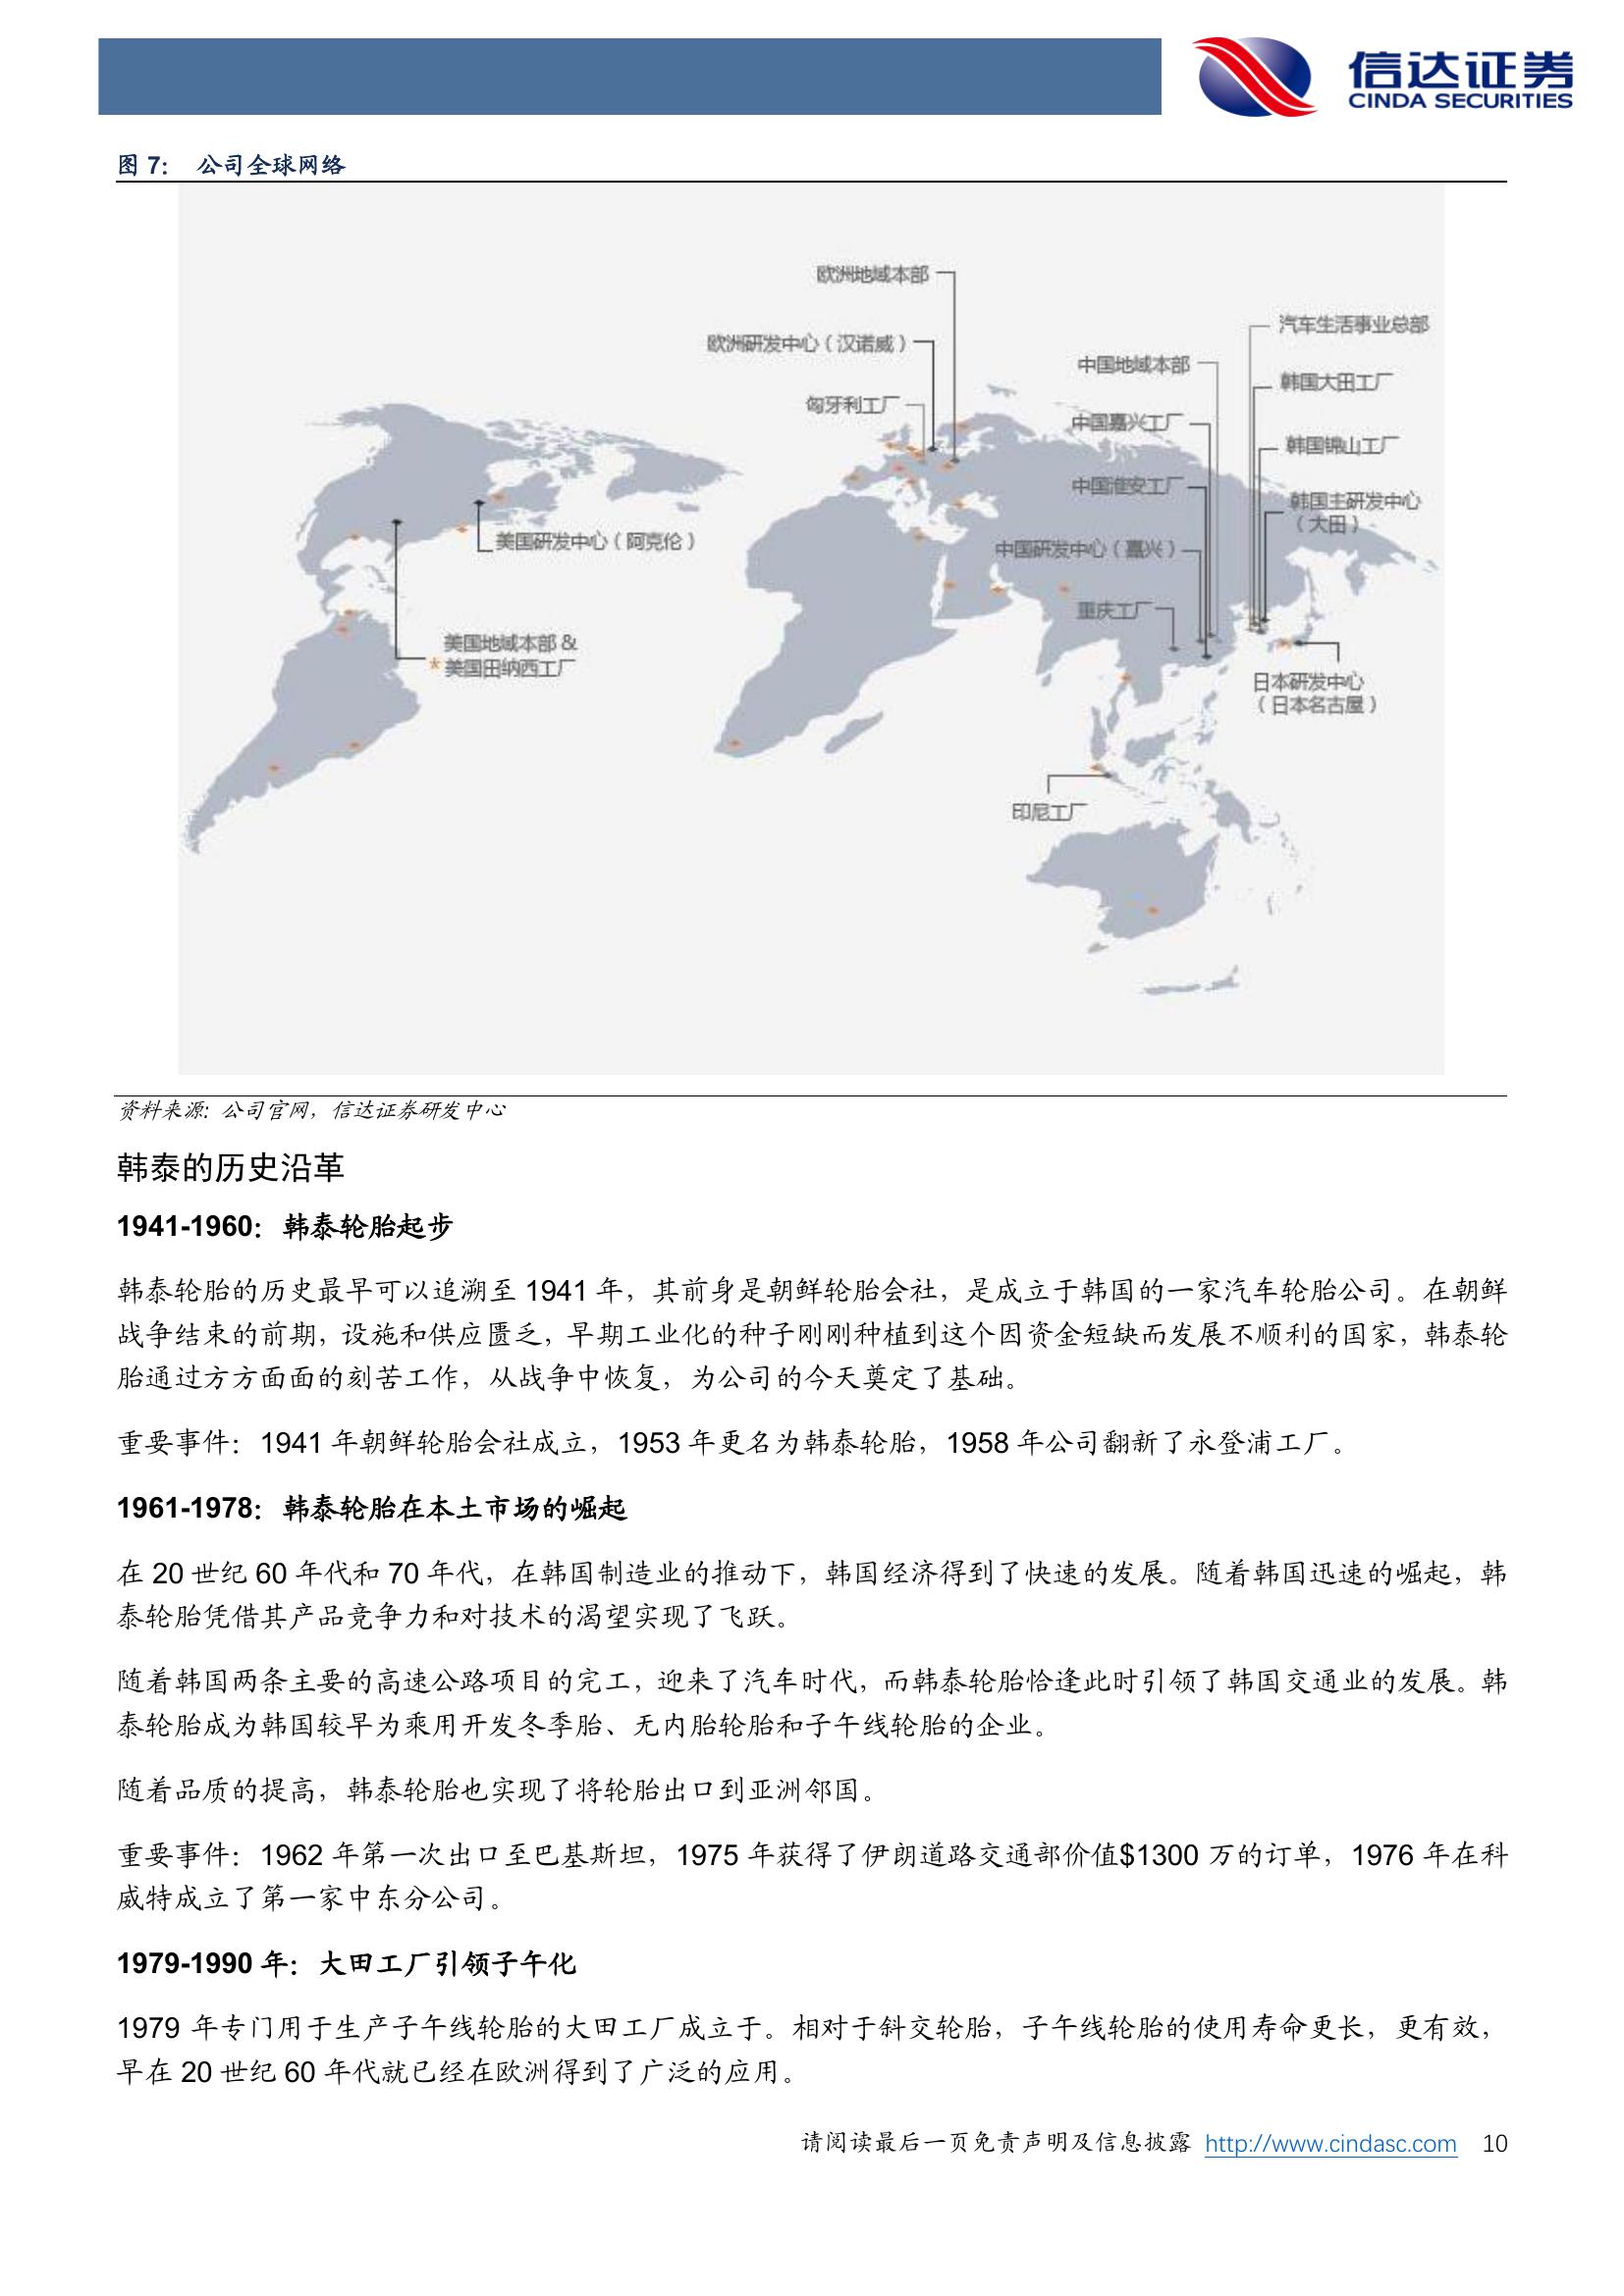 信达证券
CINDA SECURITIES
图 7： 公司全球网络
欧洲地域本部
欧洲研发中心（汉诺威）
匈牙利工厂
中国地域本部
中国嘉兴工厂
中国淮安工厂
中国研发中心（嘉兴）
重庆工厂
汽车生活事业总部
韩国大田工厂
韩国锦山工厂
韩国主研发中心
（大田）
美国研发中心（阿克伦）
美国地域本部 &
* 美国田纳西工厂
日本研发中心
（日本名古屋）
印尼工厂
资料来源：公司官网，信达证券研发中心
韩泰的历史沿革
1941-1960：韩泰轮胎起步
韩泰轮胎的历史最早可以追溯至 1941 年，其前身是朝鲜轮胎会社，是成立于韩国的一家汽车轮胎公司。在朝鲜
战争结束的前期，设施和供应匮乏，早期工业化的种子刚刚种植到这个因资金短缺而发展不顺利的国家，韩泰轮
胎通过方方面面的刻苦工作，从战争中恢复，为公司的今天奠定了基础。
重要事件：1941 年朝鲜轮胎会社成立，1953 年更名为韩泰轮胎，1958 年公司翻新了永登浦工厂。
1961-1978：韩泰轮胎在本土市场的崛起
在 20 世纪 60 年代和 70 年代，在韩国制造业的推动下，韩国经济得到了快速的发展。随着韩国迅速的崛起，韩
泰轮胎凭借其产品竞争力和对技术的渴望实现了飞跃。
随着韩国两条主要的高速公路项目的完工，迎来了汽车时代，而韩泰轮胎恰逢此时引领了韩国交通业的发展。韩
泰轮胎成为韩国较早为乘用开发冬季胎、无内胎轮胎和子午线轮胎的企业。
随着品质的提高，韩泰轮胎也实现了将轮胎出口到亚洲邻国。
重要事件：1962 年第一次出口至巴基斯坦，1975 年获得了伊朗道路交通部价值$1300 万的订单，1976 年在科
威特成立了第一家中东分公司。
1979-1990 年：大田工厂引领子午化
1979 年专门用于生产子午线轮胎的大田工厂成立于。相对于斜交轮胎，子午线轮胎的使用寿命更长，更有效，
早在 20 世纪 60 年代就已经在欧洲得到了广泛的应用。
请阅读最后一页免责声明及信息披露 http://www.cindasc.com 10